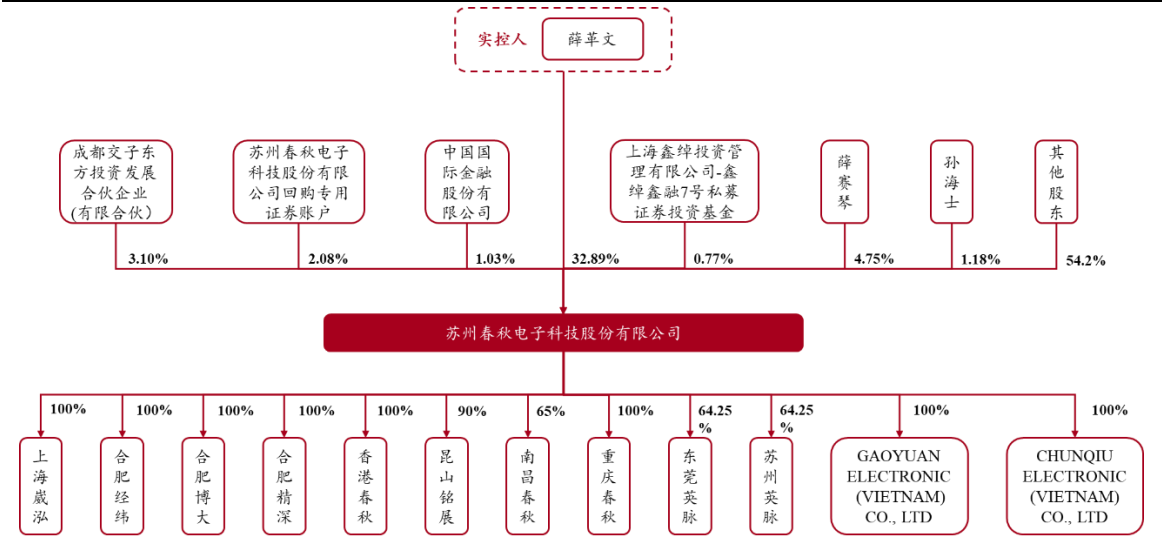 实控人
薛革文
成都交子东
方投资发展
合伙企业
(有限合伙）
苏州春秋电子
科技股份有限
公司回购专用
证券账户
中国国
际金融
股份有
限公司
上海鑫绰投资管
理有限公司-鑫
绰鑫融7号私募
证券投资基金
薛赛琴
孙海士
其他股东
3.10%
2.08%
1.03%
32.89%
0.77%
4.75%
1.18%
54.2%
苏州春秋电子科技股份有限公司
100%
100%
100%
100%
100%
90%
65%
100%
64.25
%
64.25
%
100%
100%
上海崴泓
合肥经纬
合肥博大
合肥精深
香港春秋
昆山铭展
南昌春秋
重庆春秋
东莞英脉
苏州英脉
GAOYUAN
ELECTRONIC
(VIETNAM)
CO., LTD
CHUNQIU
ELECTRONIC
(VIETNAM)
CO., LTD